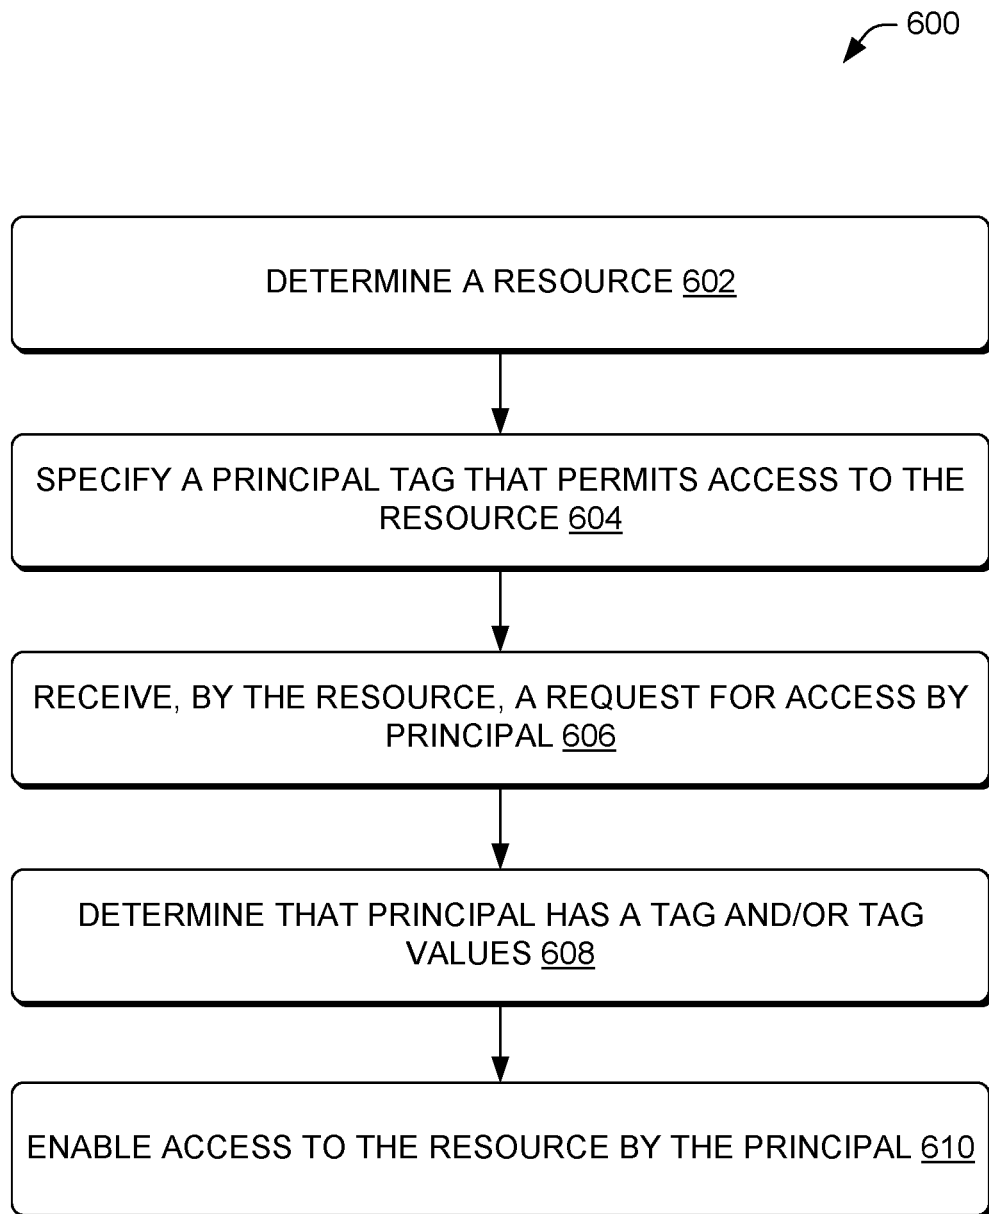 600
DETERMINE A RESOURCE 602
SPECIFY A PRINCIPAL TAG THAT PERMITS ACCESS TO THE
RESOURCE 604
RECEIVE, BY THE RESOURCE, A REQUEST FOR ACCESS BY
PRINCIPAL 606
DETERMINE THAT PRINCIPAL HAS A TAG AND/OR TAG
VALUES 608
ENABLE ACCESS TO THE RESOURCE BY THE PRINCIPAL 610